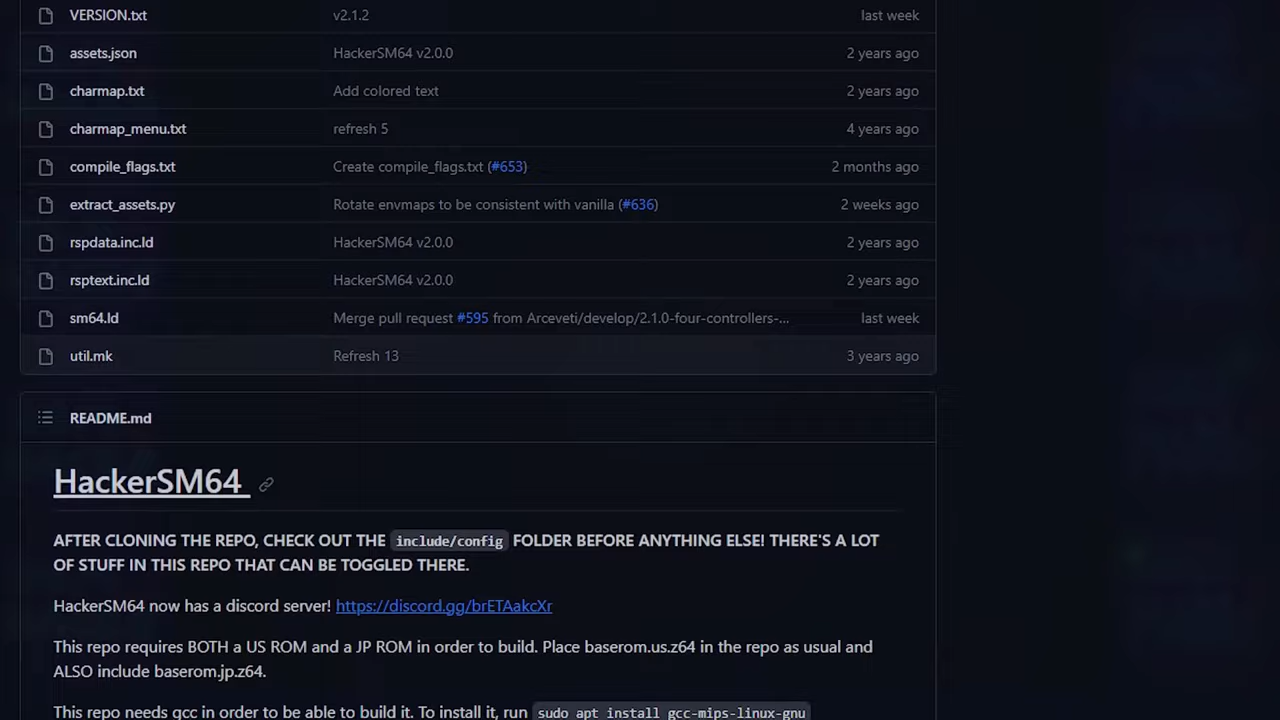 VERSION.txt v2.1.2 last week
assets.json HackerSM64 v2.0.0 2 years ago
charmap.txt Add colored text 2 years ago
charmap_menu.txt refresh 5 4 years ago
compile_flags.txt Create compile_flags.txt (#653) 2 months ago
extract_assets.py Rotate envmaps to be consistent with vanilla (#636) 2 weeks ago
rspdata.inc.ld HackerSM64 v2.0.0 2 years ago
rsptext.inc.ld HackerSM64 v2.0.0 2 years ago
sm64.ld Merge pull request #595 from Arceveti/develop/2.1.0-four-controllers-... last week
util.mk Refresh 13 3 years ago
README.md
HackerSM64
AFTER CLONING THE REPO, CHECK OUT THE include/config FOLDER BEFORE ANYTHING ELSE! THERE'S A LOT
OF STUFF IN THIS REPO THAT CAN BE TOGGLED THERE.
HackerSM64 now has a discord server! https://discord.gg/brETAakcXr
This repo requires BOTH a US ROM and a JP ROM in order to build. Place baserom.us.z64 in the repo as usual and
ALSO include baserom.jp.z64.
This repo needs gcc in order to be able to build it. To install it, run sudo apt install gcc-mips-linux-gnu